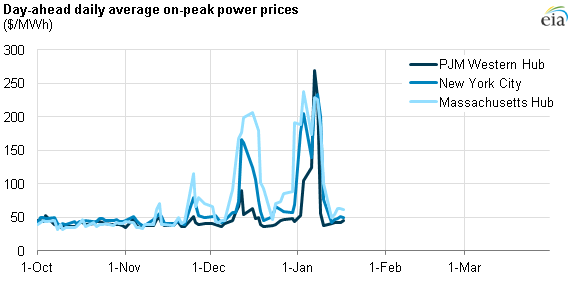 Day-ahead daily average on-peak power prices
($/MWh)
eia
300
PJM Western Hub
250
New York City
Massachusetts Hub
200
150
100
50
0
1-Oct 1-Nov 1-Dec 1-Jan 1-Feb 1-Mar